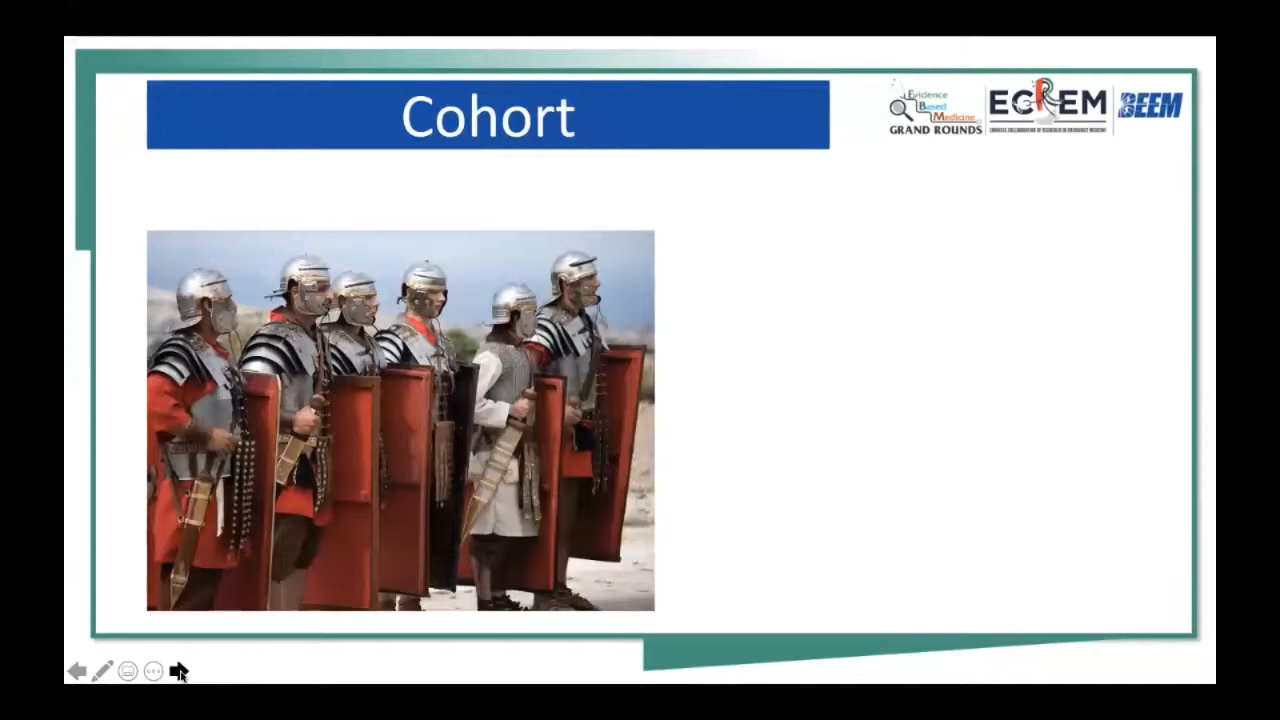 Cohort
Evidence
Based
Medicine
GRAND ROUNDS
ECREM
BEEM